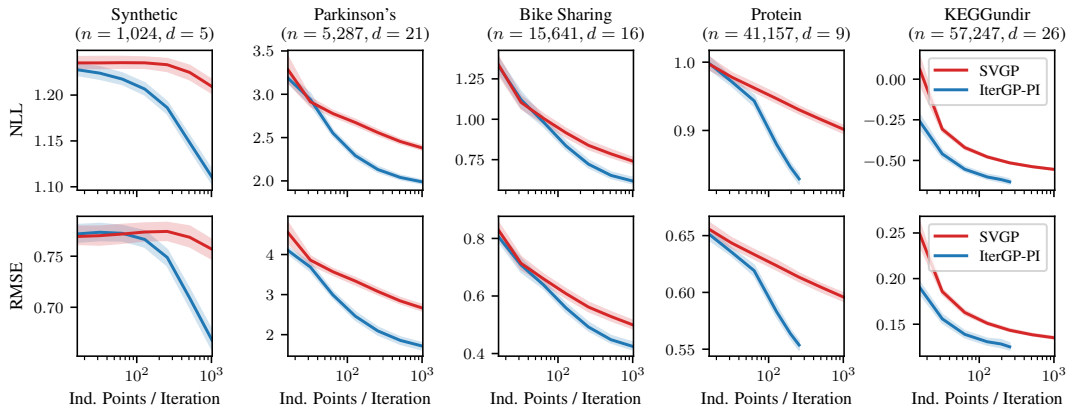 Synthetic
(n = 1,024, d = 5)
Parkinson's
(n = 5,287, d = 21)
Bike Sharing
(n = 15,641, d = 16)
Protein
(n = 41,157, d = 9)
KEGGundir
(n = 57,247, d = 26)
NLL
1.20
1.15
1.10
3.5
3.0
2.5
2.0
1.25
1.00
0.75
1.0
0.9
0.00
−0.25
−0.50
SVGP
IterGP-PI
RMSE
0.75
0.70
4
3
2
0.8
0.6
0.4
0.65
0.60
0.55
0.25
0.20
0.15
SVGP
IterGP-PI
10² 10³
10² 10³
10² 10³
10² 10³
10² 10³
Ind. Points / Iteration
Ind. Points / Iteration
Ind. Points / Iteration
Ind. Points / Iteration
Ind. Points / Iteration